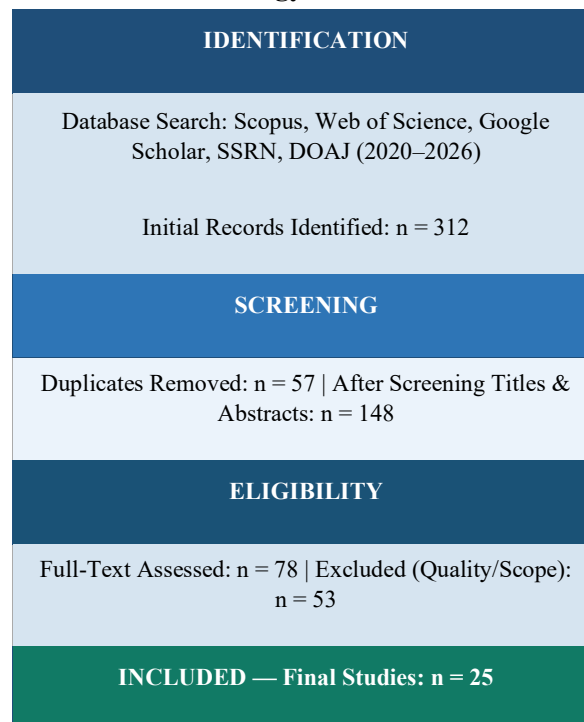 IDENTIFICATION
Database Search: Scopus, Web of Science, Google
Scholar, SSRN, DOAJ (2020–2026)
Initial Records Identified: n = 312
SCREENING
Duplicates Removed: n = 57 | After Screening Titles &
Abstracts: n = 148
ELIGIBILITY
Full-Text Assessed: n = 78 | Excluded (Quality/Scope):
n = 53
INCLUDED — Final Studies: n = 25